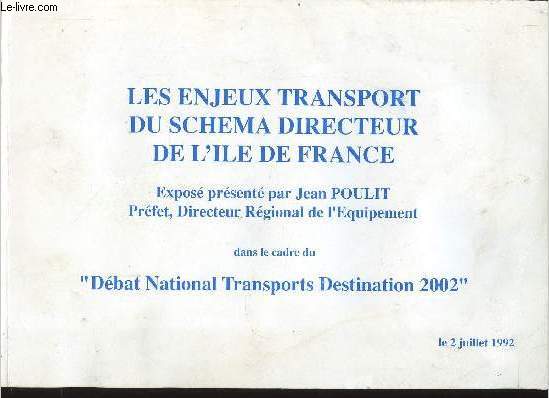 Le-livre.com
LES ENJEUX TRANSPORT
DU SCHEMA DIRECTEUR
DE L'ILE DE FRANCE
Exposé présenté par Jean POULIT
Préfet, Directeur Régional de l'Equipement
dans le cadre du
"Débat National Transports Destination 2002"
le 2 juillet 1992